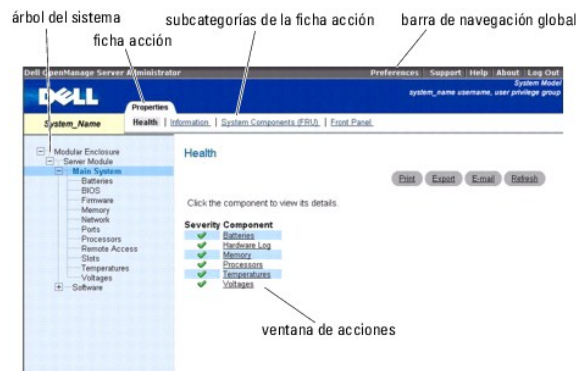 árbol del sistema
subcategorías de la ficha acción
barra de navegación global
ficha acción
Dell OpenManage Server Administrator
Preferences Support Help About Log Out
DELL
System Model
system_name username, user privilege group
Properties
System_Name
Health | Information | System Components (FRU) | Front Panel
Modular Enclosure
Server Module
Main System
Batteries
BIOS
Firmware
Memory
Network
Ports
Processors
Remote Access
Slots
Temperatures
Voltages
Software
Health
Print Export E-mail Refresh
Click the component to view its details.
Severity Component
Batteries
Hardware Log
Memory
Processors
Temperatures
Voltages
ventana de acciones